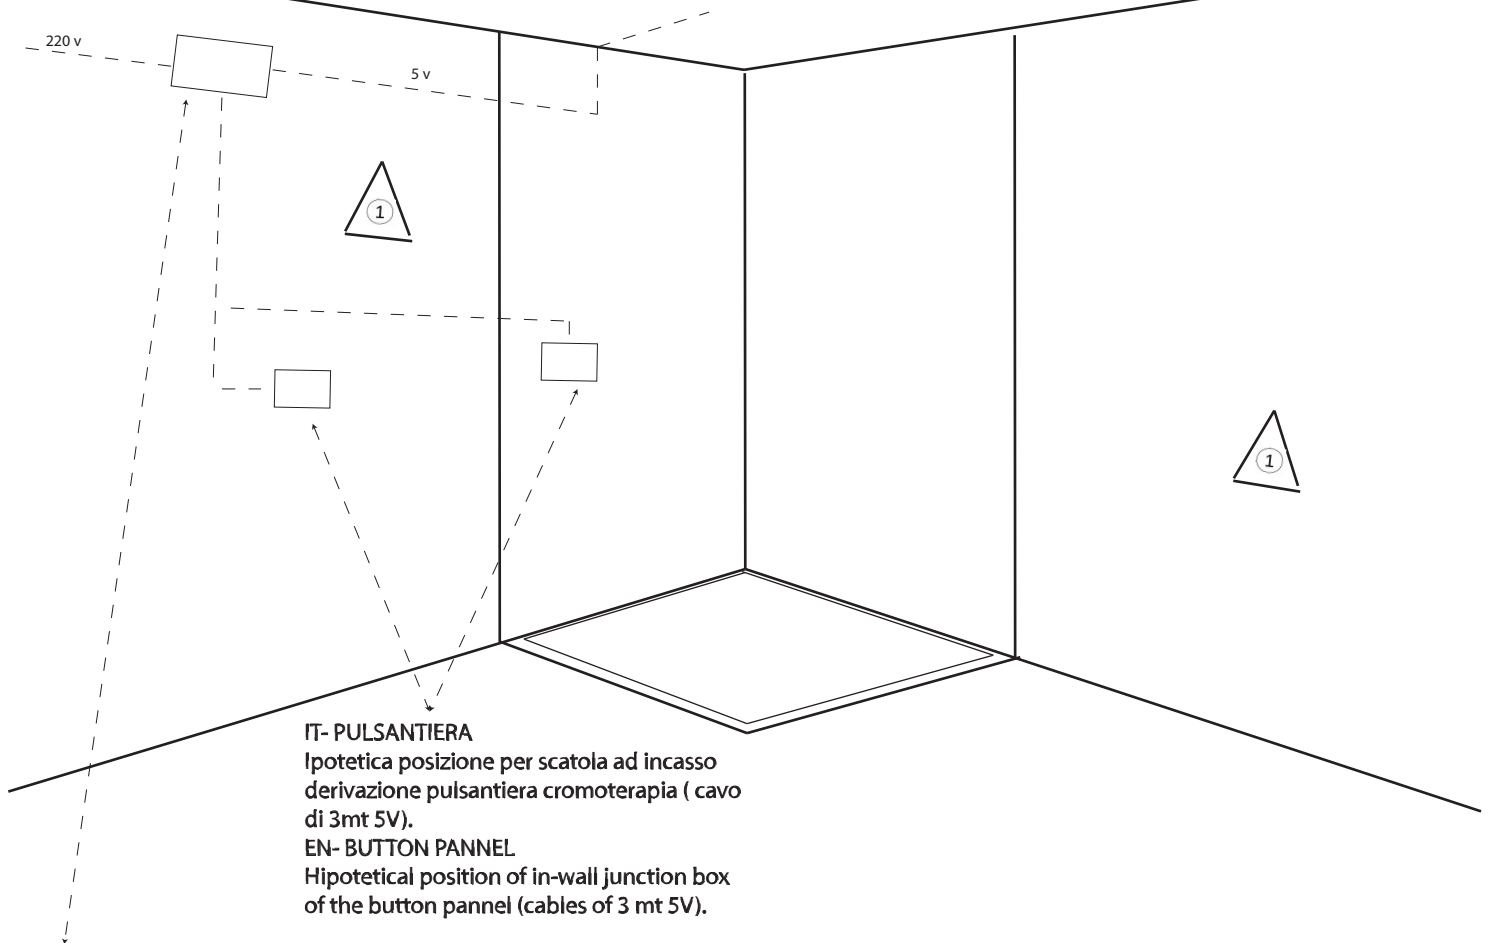 220 v
5 v
1
1
IT- PULSANTIERA
Ipotetica posizione per scatola ad incasso
derivazione pulsantiera cromoterapia ( cavo
di 3mt 5V).
EN- BUTTON PANNEL
Hipotetical position of in-wall junction box
of the button pannel (cables of 3 mt 5V).